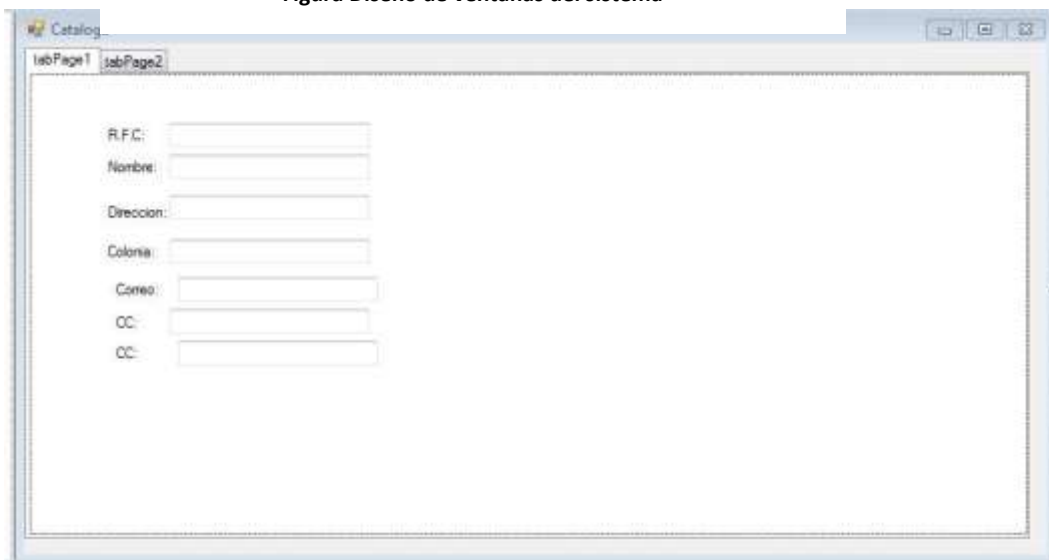 Figura Diseño de Ventanas del Sistema
Catalog
tabPage1 tabPage2
R.F.C:
Nombre:
Direccion:
Colonia:
Correo:
CC:
CC: